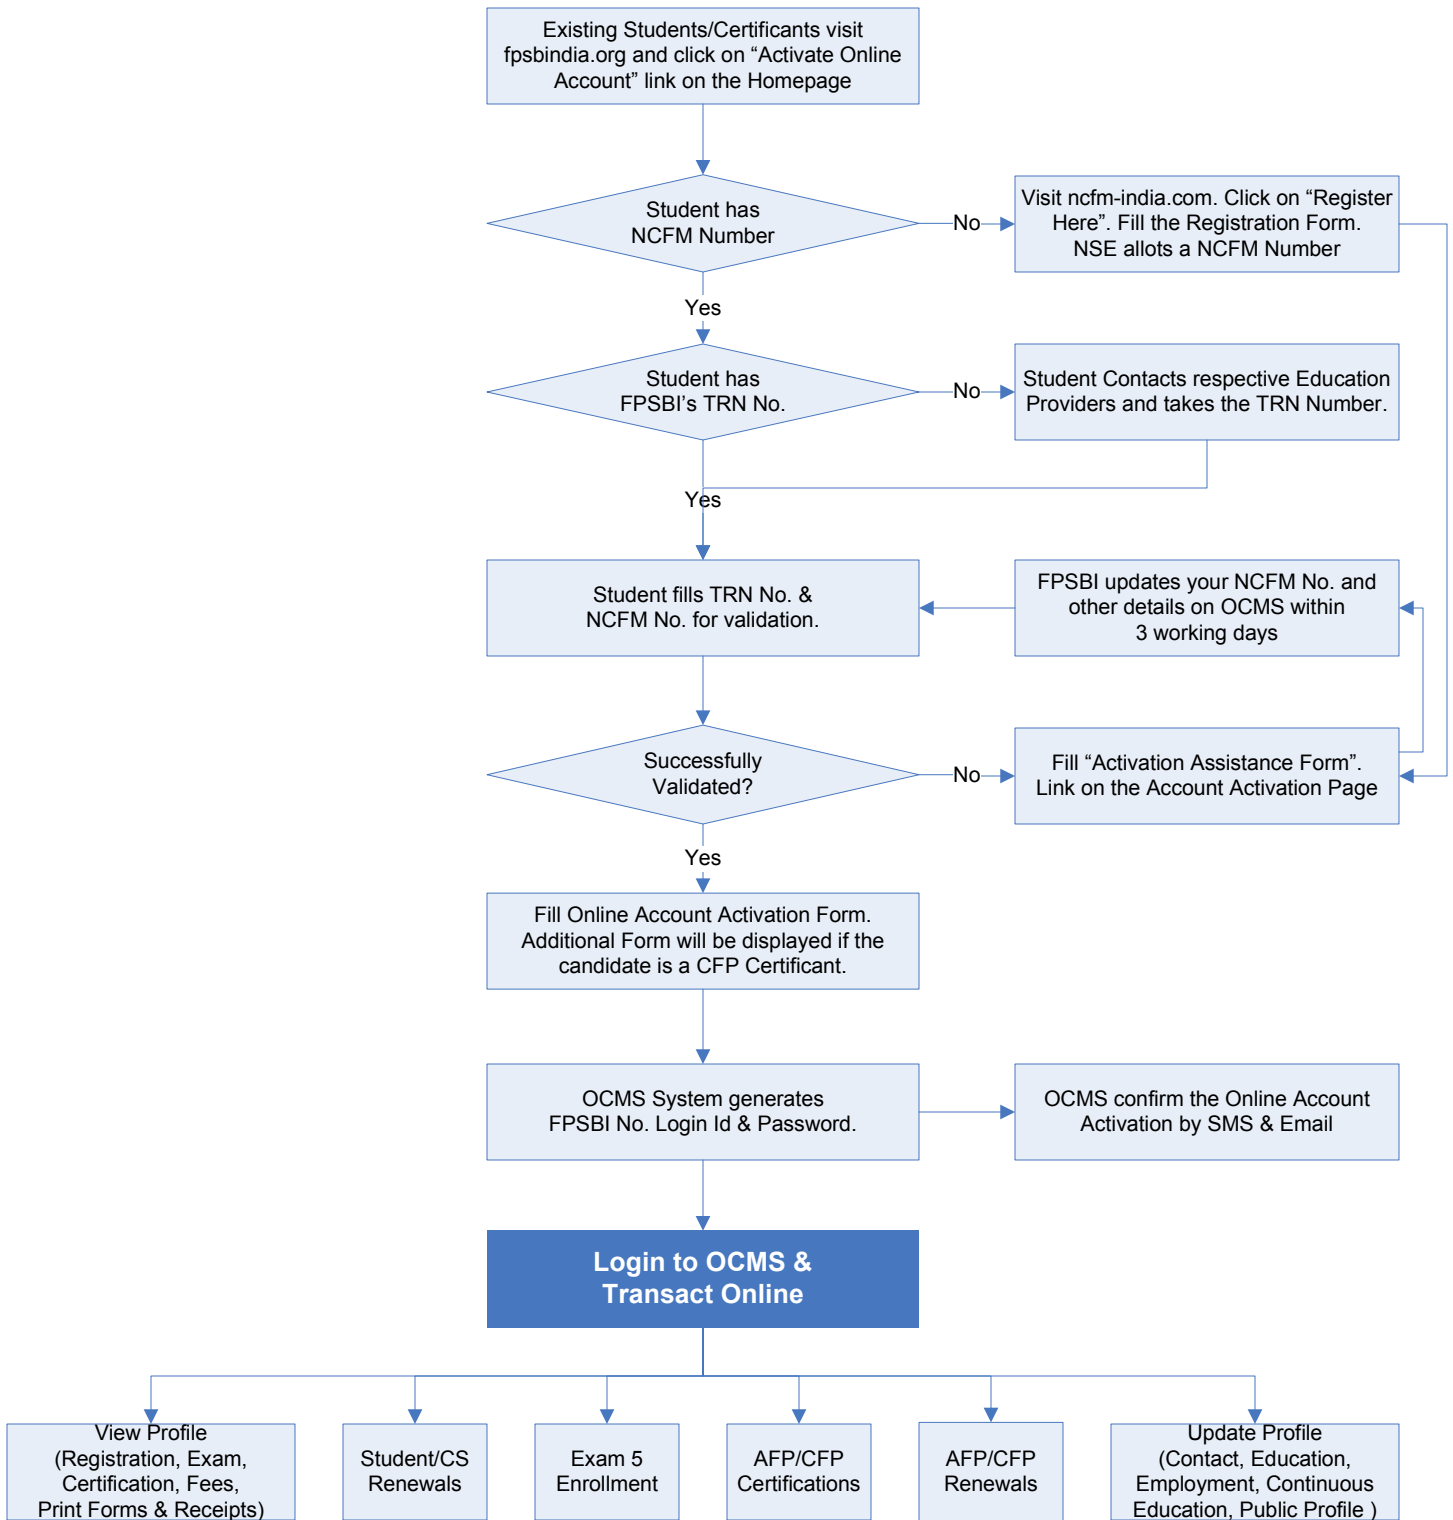 Existing Students/Certificants visit
fpsbindia.org and click on “Activate Online
Account” link on the Homepage
Student has
NCFM Number
No
Visit ncfm-india.com. Click on “Register
Here”. Fill the Registration Form.
NSE allots a NCFM Number
Yes
Student has
FPSBI’s TRN No.
No
Student Contacts respective Education
Providers and takes the TRN Number.
Yes
Student fills TRN No. &
NCFM No. for validation.
FPSBI updates your NCFM No. and
other details on OCMS within
3 working days
Successfully
Validated?
No
Fill “Activation Assistance Form”.
Link on the Account Activation Page
Yes
Fill Online Account Activation Form.
Additional Form will be displayed if the
candidate is a CFP Certificant.
OCMS System generates
FPSBI No. Login Id & Password.
OCMS confirm the Online Account
Activation by SMS & Email
Login to OCMS &
Transact Online
View Profile
(Registration, Exam,
Certification, Fees,
Print Forms & Receipts)
Student/CS
Renewals
Exam 5
Enrollment
AFP/CFP
Certifications
AFP/CFP
Renewals
Update Profile
(Contact, Education,
Employment, Continuous
Education, Public Profile )